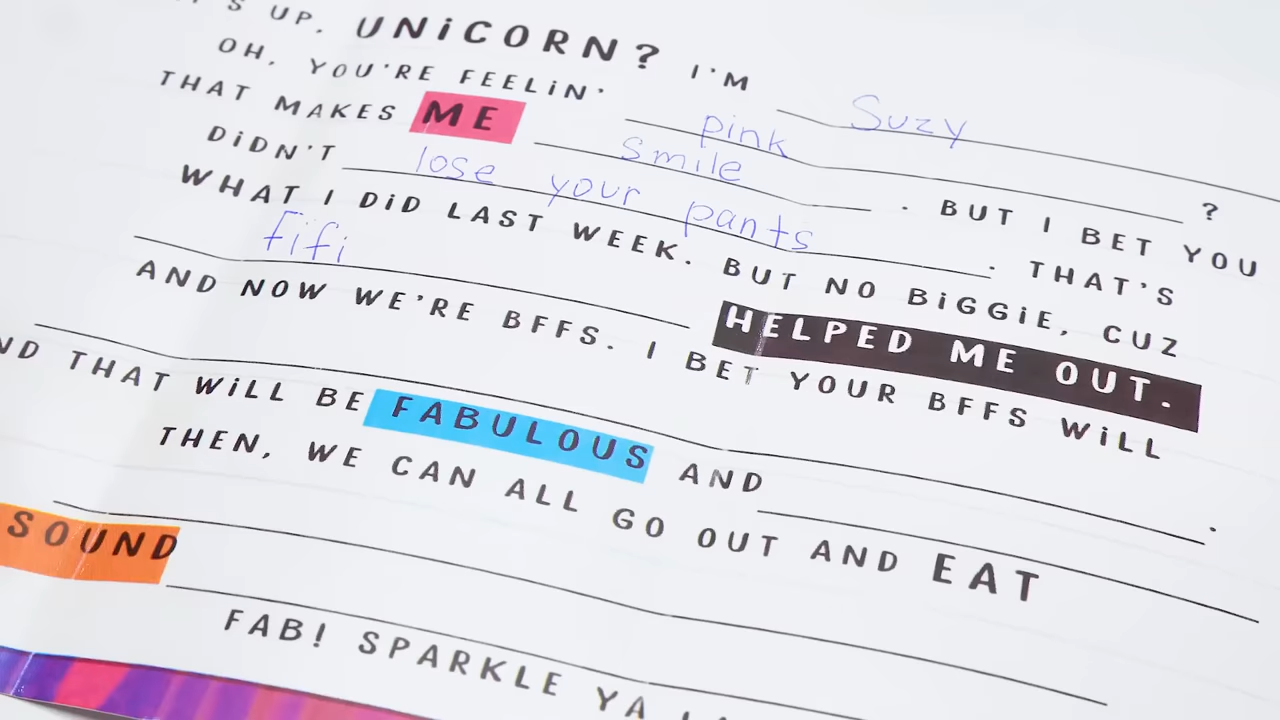 S UP, UNiCORN? I'M Suzy
OH, YOU'RE FEELiN' pink ?
THAT MAKES ME smile . BUT I BET YOU
DiDN'T lose your pants . THAT'S
WHAT I DiD LAST WEEK. BUT NO BiGGiE, CUZ
fifi HELPED ME OUT.
AND NOW WE'RE BFFS. I BET YOUR BFFS WiLL
.
THAT WiLL BE FABULOUS AND
THEN, WE CAN ALL GO OUT AND EAT
SOUND
FAB! SPARKLE YA